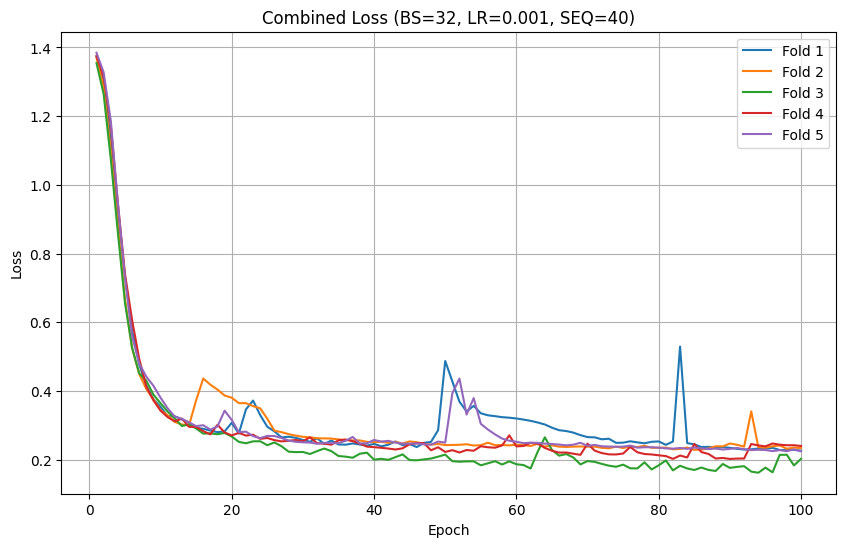 Combined Loss (BS=32, LR=0.001, SEQ=40)
Fold 1
Fold 2
Fold 3
Fold 4
Fold 5
Loss
1.4
1.2
1.0
0.8
0.6
0.4
0.2
0 20 40 60 80 100
Epoch